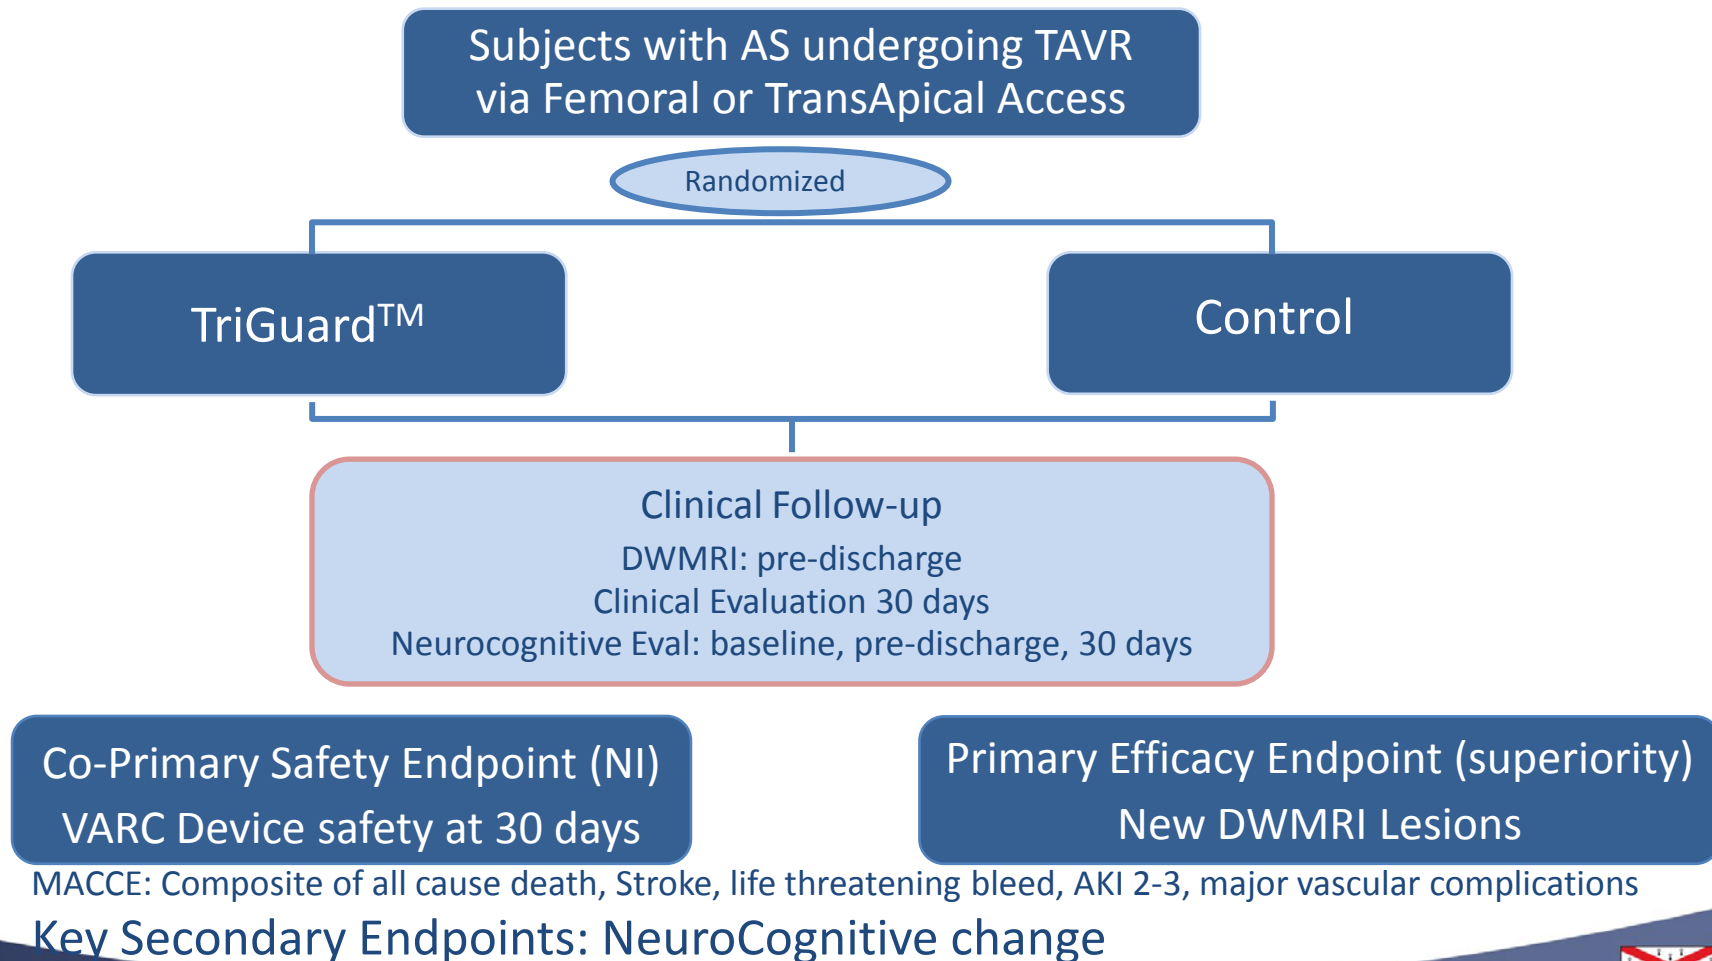 Subjects with AS undergoing TAVR
via Femoral or TransApical Access
Randomized
TriGuard™
Control
Clinical Follow-up
DWMRI: pre-discharge
Clinical Evaluation 30 days
Neurocognitive Eval: baseline, pre-discharge, 30 days
Co-Primary Safety Endpoint (NI)
VARC Device safety at 30 days
Primary Efficacy Endpoint (superiority)
New DWMRI Lesions
MACCE: Composite of all cause death, Stroke, life threatening bleed, AKI 2-3, major vascular complications
Key Secondary Endpoints: NeuroCognitive change